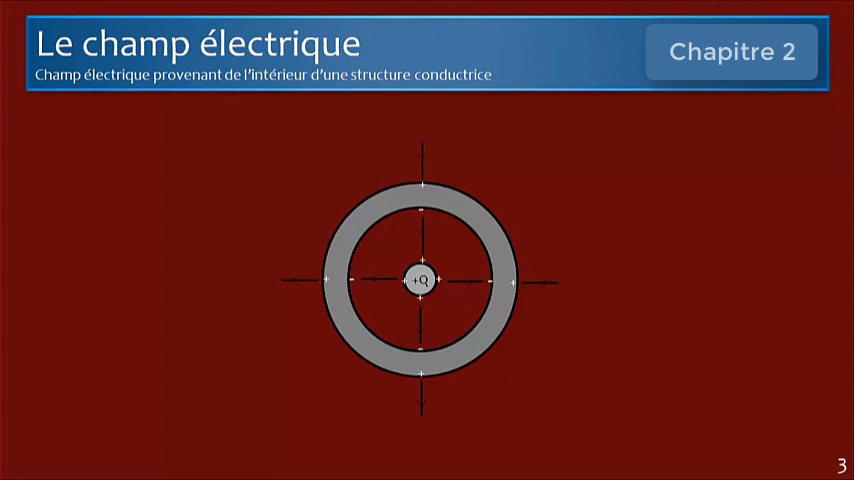 Le champ électrique
Chapitre 2
Champ électrique provenant de l'intérieur d'une structure conductrice
+Q
3